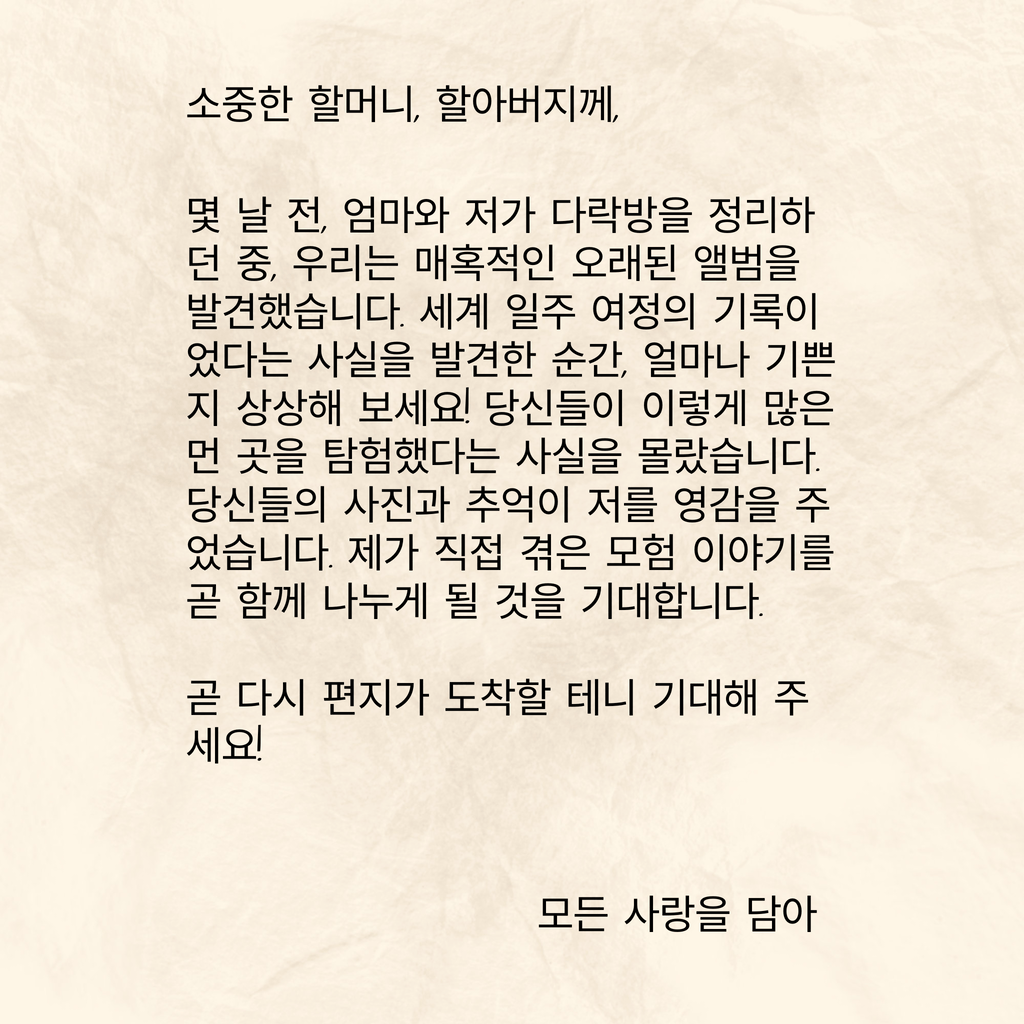 소중한 할머니, 할아버지께,
몇 날 전, 엄마와 저가 다락방을 정리하
던 중, 우리는 매혹적인 오래된 앨범을
발견했습니다. 세계 일주 여정의 기록이
었다는 사실을 발견한 순간, 얼마나 기쁜
지 상상해 보세요! 당신들이 이렇게 많은
먼 곳을 탐험했다는 사실을 몰랐습니다.
당신들의 사진과 추억이 저를 영감을 주
었습니다. 제가 직접 겪은 모험 이야기를
곧 함께 나누게 될 것을 기대합니다.
곧 다시 편지가 도착할 테니 기대해 주
세요!
모든 사랑을 담아